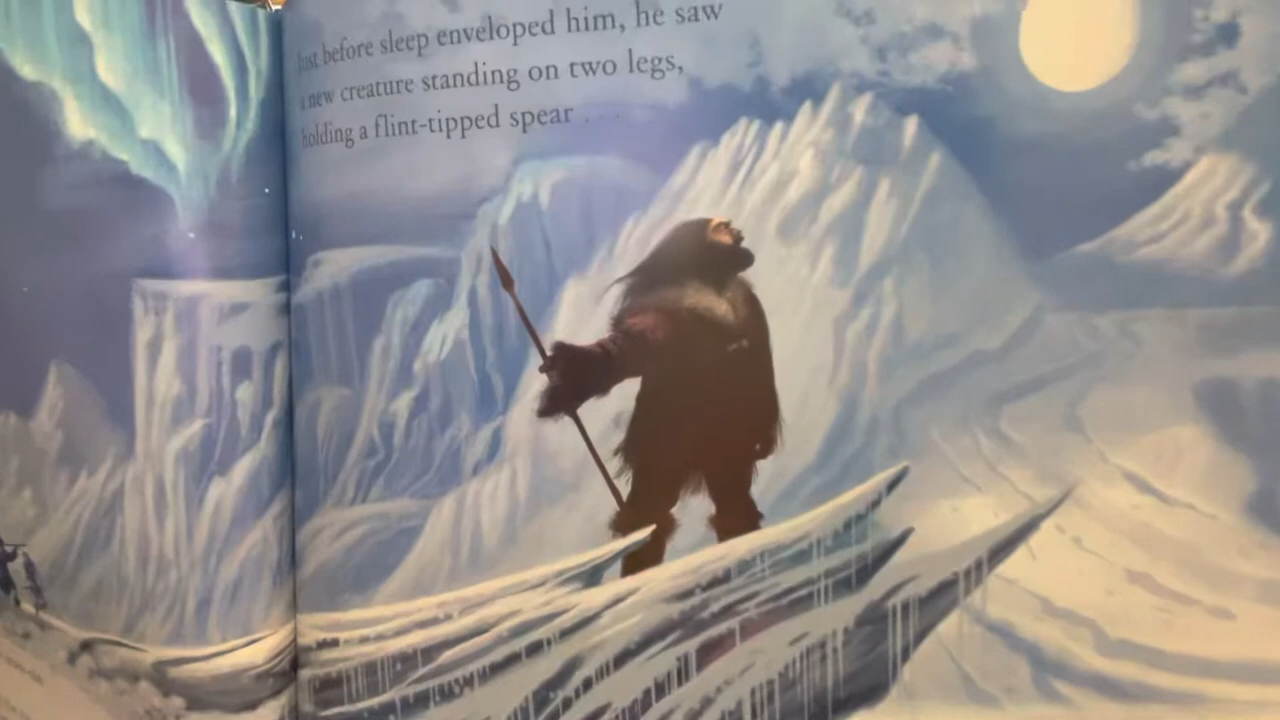 Just before sleep enveloped him, he saw
a new creature standing on two legs,
holding a flint-tipped spear . . .